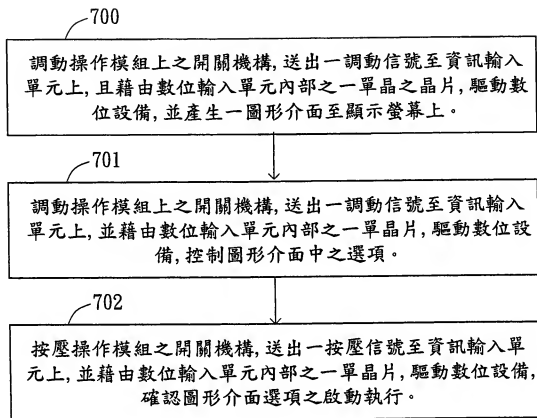 700
調動操作模組上之開關機構,送出一調動信號至資訊輸入
單元上,且藉由數位輸入單元內部之一單晶之晶片,驅動數
位設備,並產生一圖形介面至顯示螢幕上。
701
調動操作模組上之開關機構,送出一調動信號至資訊輸入
單元上,並藉由數位輸入單元內部之一單晶片,驅動數位設
備,控制圖形介面中之選項。
702
按壓操作模組之開關機構,送出一按壓信號至資訊輸入單
元上,並藉由數位輸入單元內部之一單晶片,驅動數位設備,
確認圖形介面選項之啟動執行。